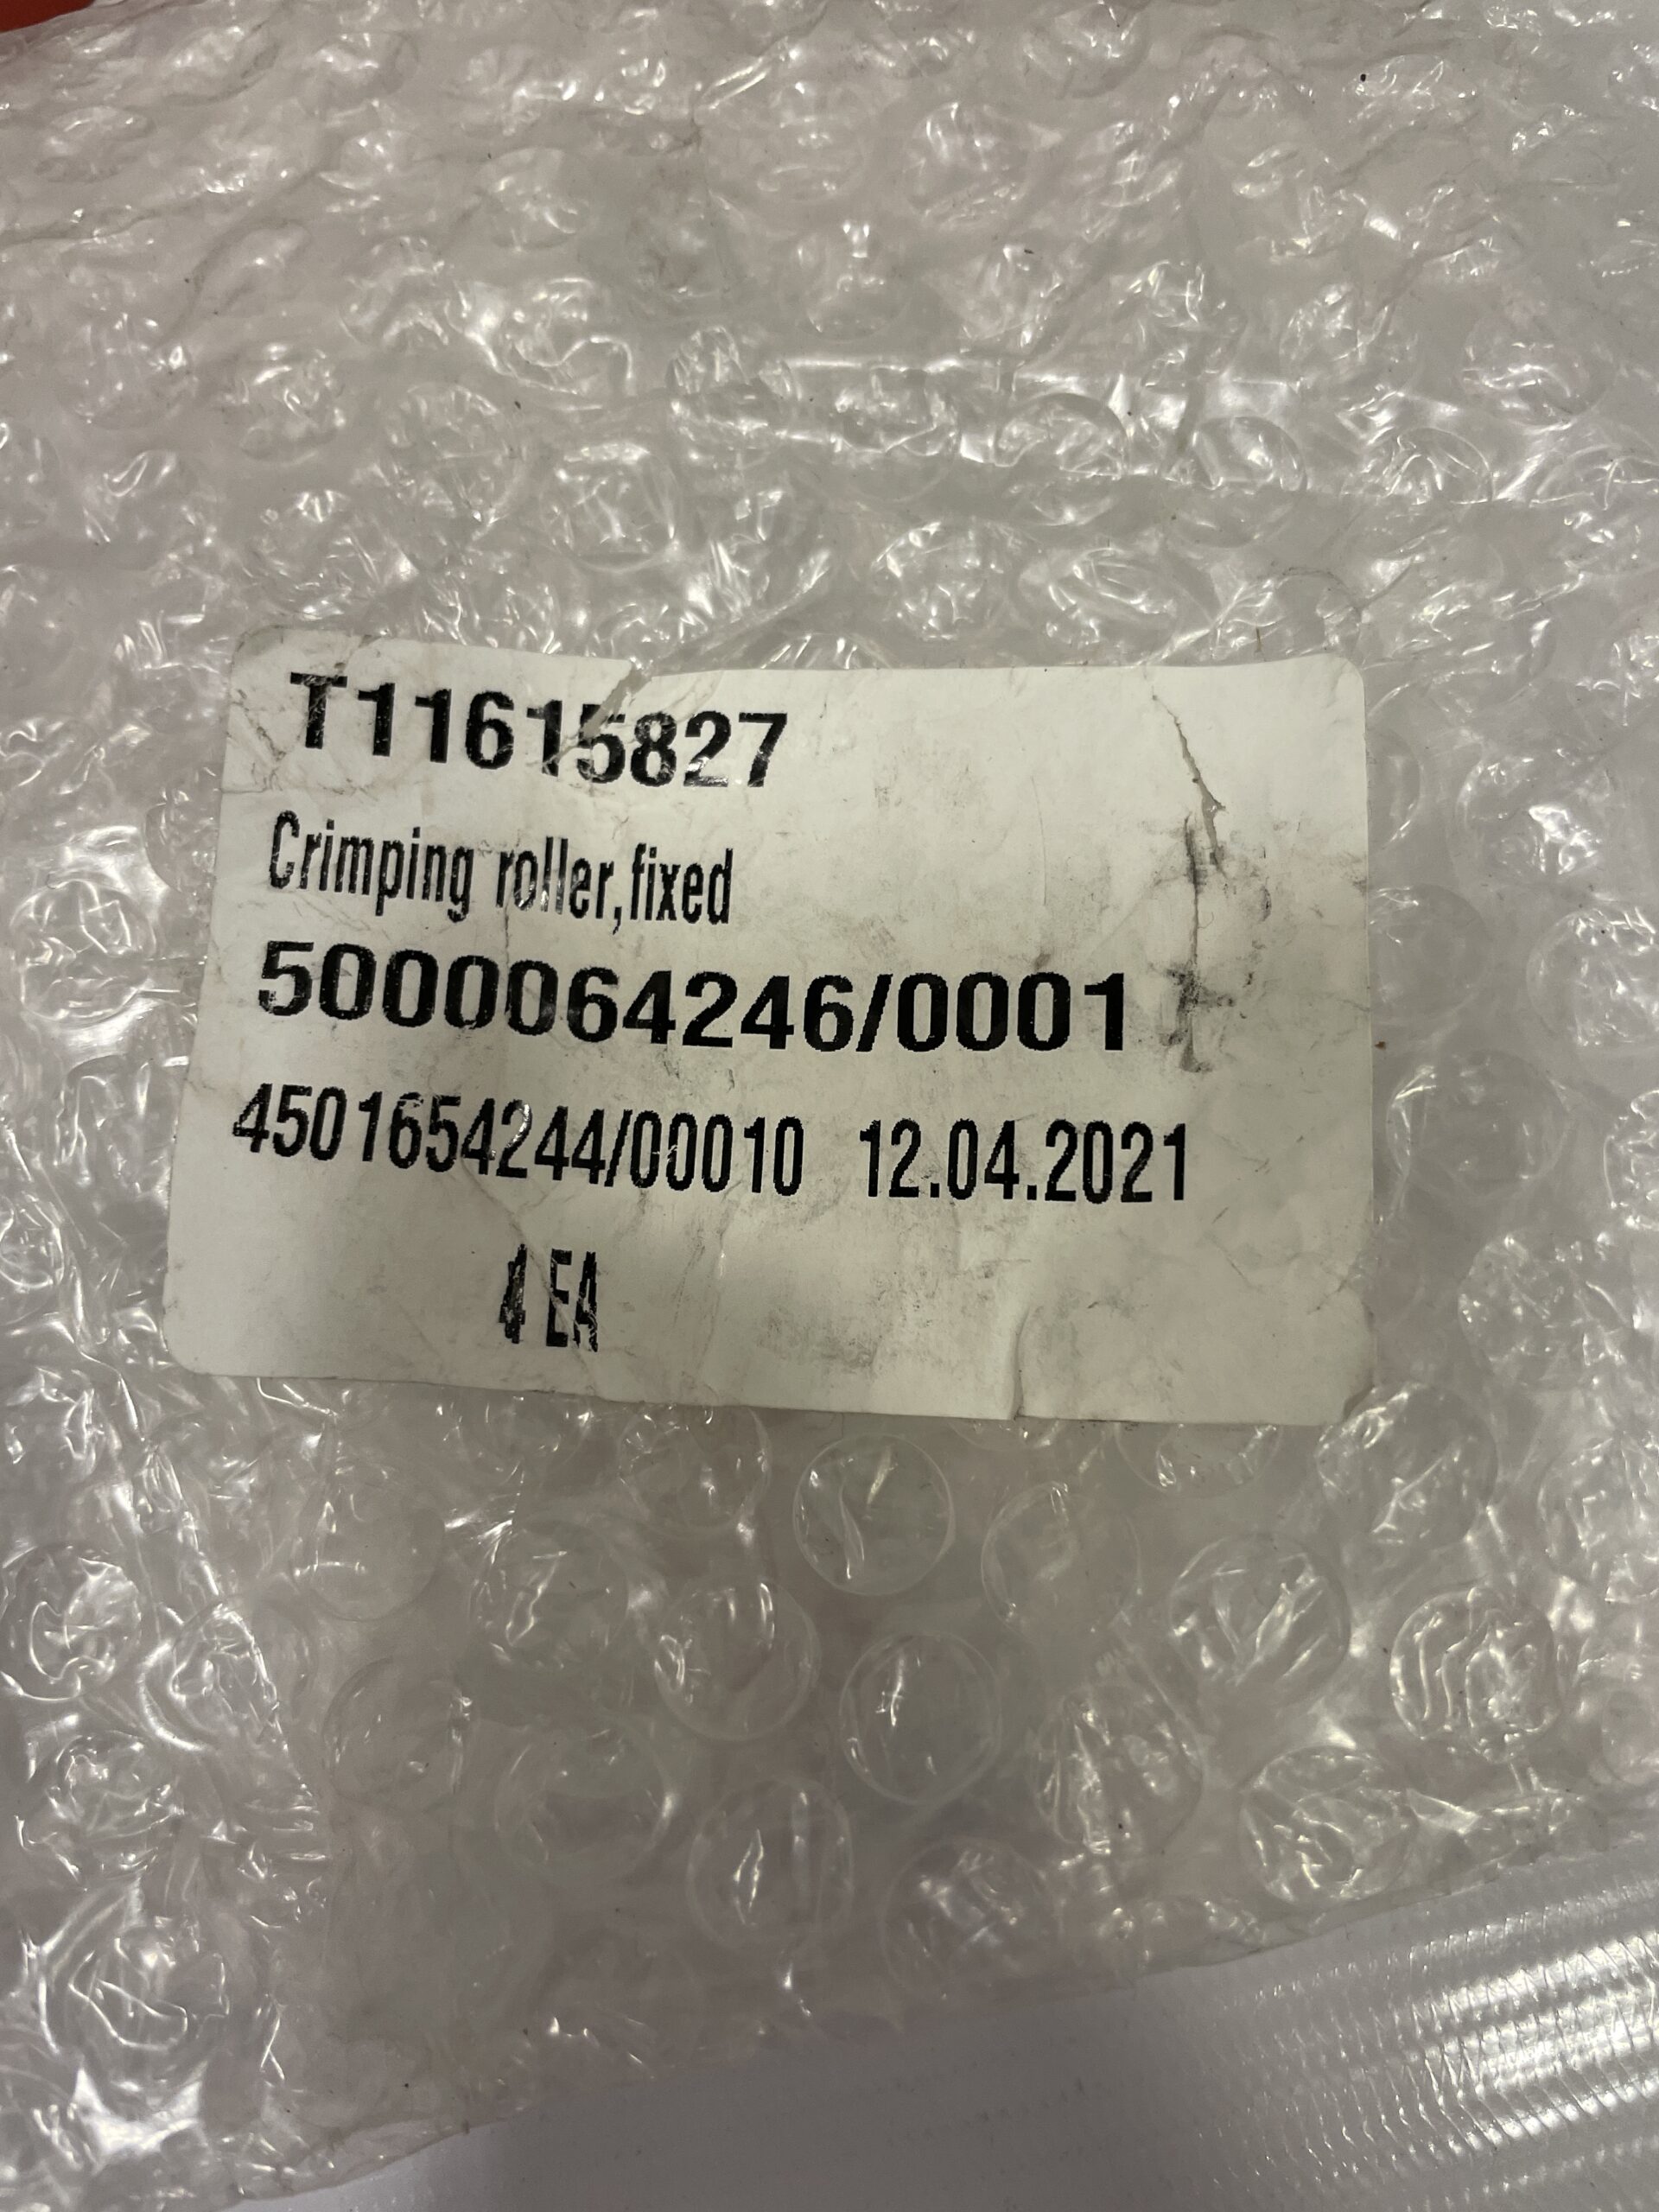 T11615827
Crimping roller,fixed
5000064246/0001
4501654244/00010 12.04.2021
4 EA